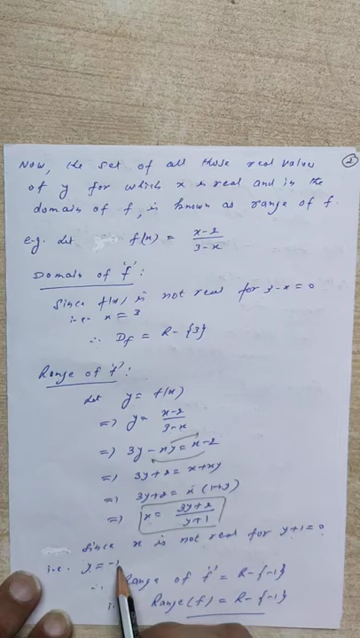 2
Now, the set of all those real values
of y for which x is real and in the
domain of f, is known as range of f.
e.g. Let f(x) = x-2/3-x
Domain of 'f':
Since f(x) is not real for 3-x=0
i.e. x = 3
∴ Df = R-{3}
Range of 'f':
Let y = f(x)
=> y = x-2/3-x
=> 3y-xy = x-2
=> 3y+2 = x+xy
=> 3y+2 = x(1+y)
=> x = 3y+2/y+1
Since x is not real for y+1=0
i.e. y=-1
∴ Range of 'f' = R-{-1}
Range(f) = R-{-1}